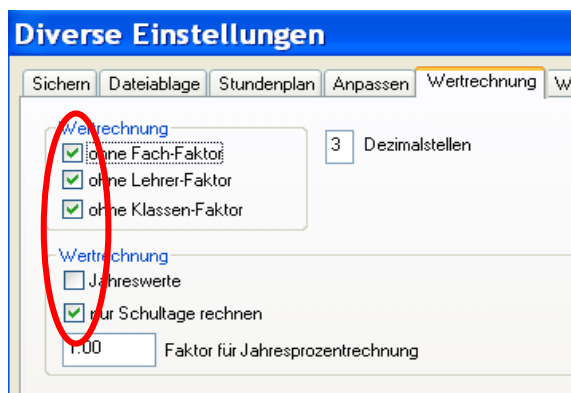 Diverse Einstellungen
Sichern Dateiablage Stundenplan Anpassen Wertrechnung W
Wertrechnung
ohne Fach-Faktor 3 Dezimalstellen
ohne Lehrer-Faktor
ohne Klassen-Faktor
Wertrechnung
Jahreswerte
nur Schultage rechnen
1.00 Faktor für Jahresprozentrechnung